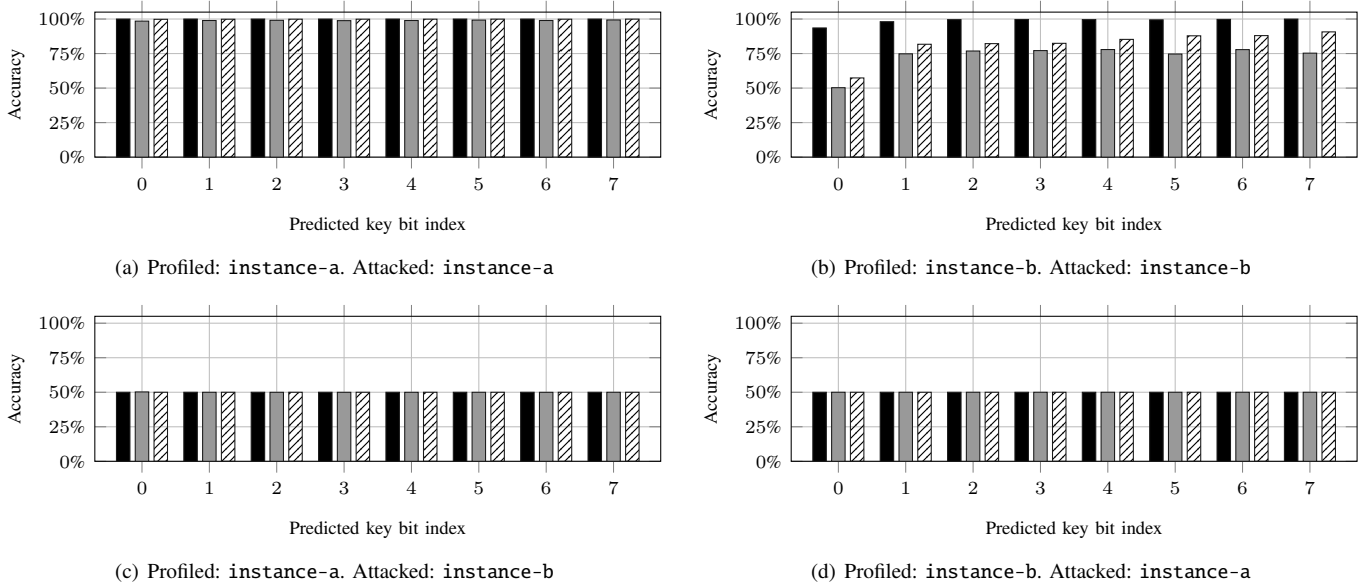 100%
75%
50%
25%
0%
Accuracy
0 1 2 3 4 5 6 7
Predicted key bit index
(a) Profiled: instance-a. Attacked: instance-a
100%
75%
50%
25%
0%
Accuracy
0 1 2 3 4 5 6 7
Predicted key bit index
(b) Profiled: instance-b. Attacked: instance-b
100%
75%
50%
25%
0%
Accuracy
0 1 2 3 4 5 6 7
Predicted key bit index
(c) Profiled: instance-a. Attacked: instance-b
100%
75%
50%
25%
0%
Accuracy
0 1 2 3 4 5 6 7
Predicted key bit index
(d) Profiled: instance-b. Attacked: instance-a